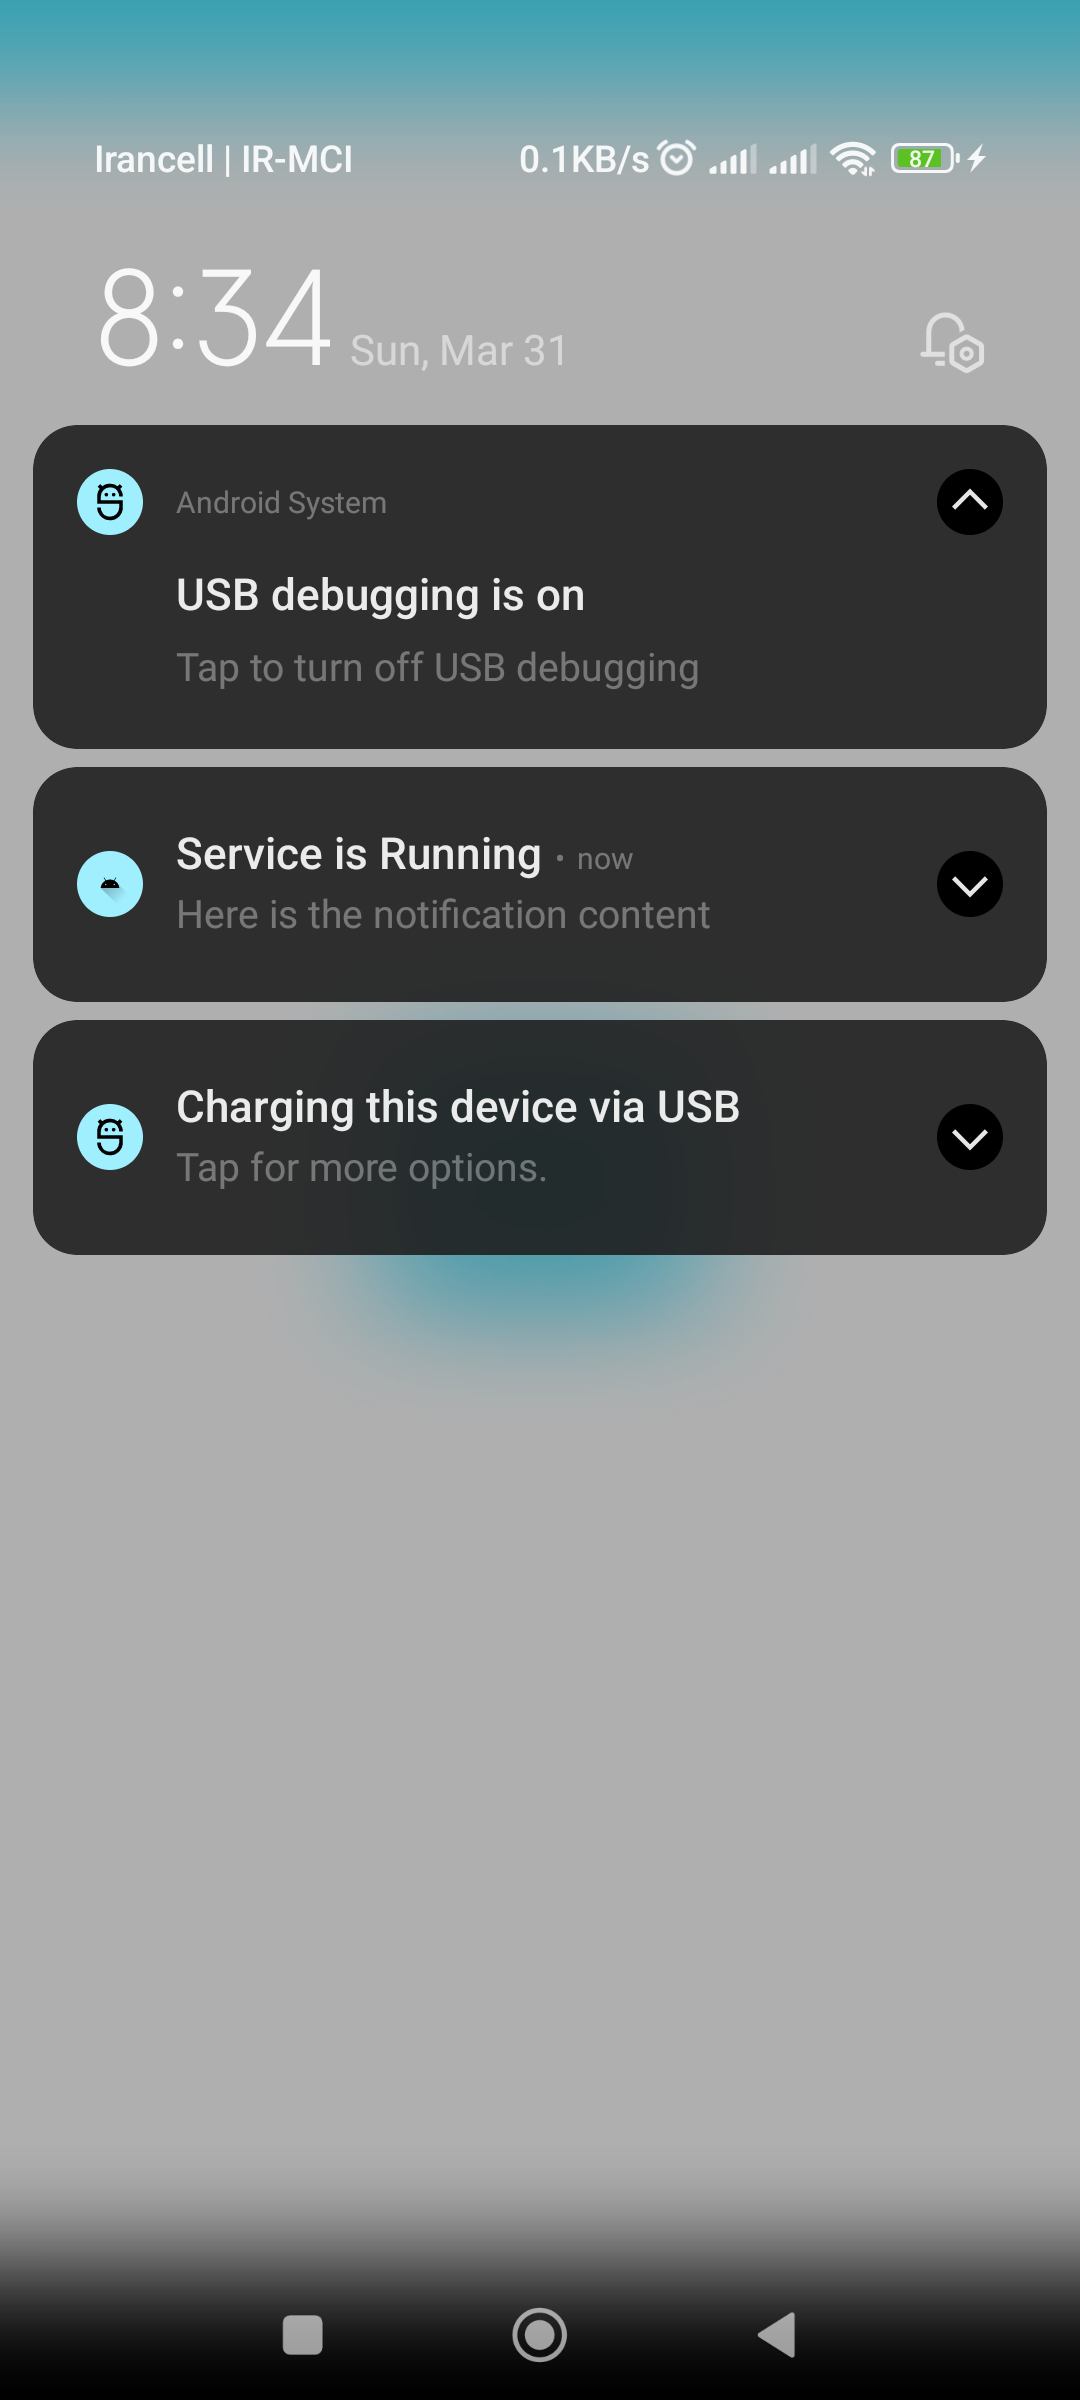 Irancell | IR-MCI 0.1KB/s 87
8:34 Sun, Mar 31
Android System
USB debugging is on
Tap to turn off USB debugging
Service is Running • now
Here is the notification content
Charging this device via USB
Tap for more options.